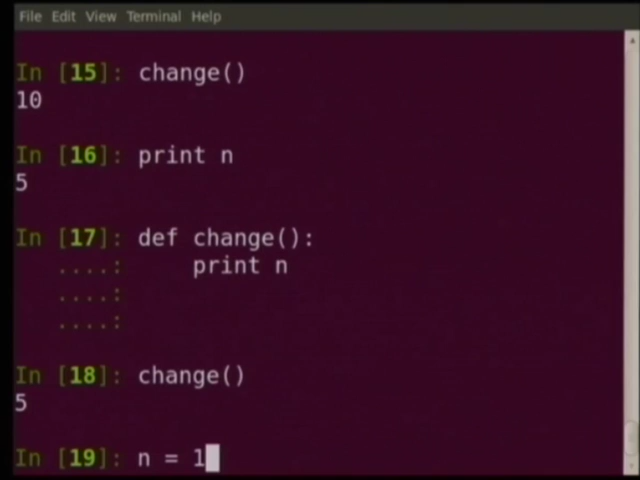 File Edit View Terminal Help
In [15]: change()
10
In [16]: print n
5
In [17]: def change():
....: print n
....:
....:
In [18]: change()
5
In [19]: n = 1